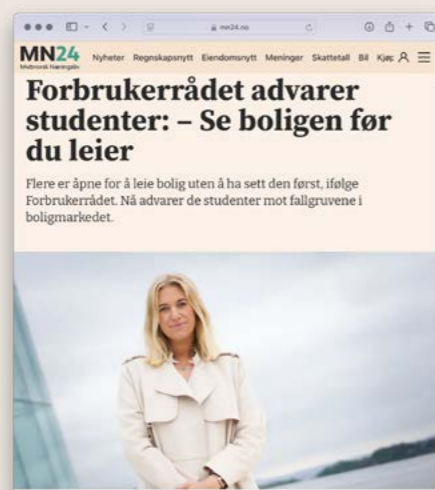 mn24.no
MN24
Midtnorsk Næringsliv
Nyheter Regnskapsnytt Eiendomsnytt Meninger Skattetall Bil Kjøp
Forbrukerrådet advarer
studenter: – Se boligen før
du leier
Flere er åpne for å leie bolig uten å ha sett den først, ifølge
Forbrukerrådet. Nå advarer de studenter mot fallgruvene i
boligmarkedet.